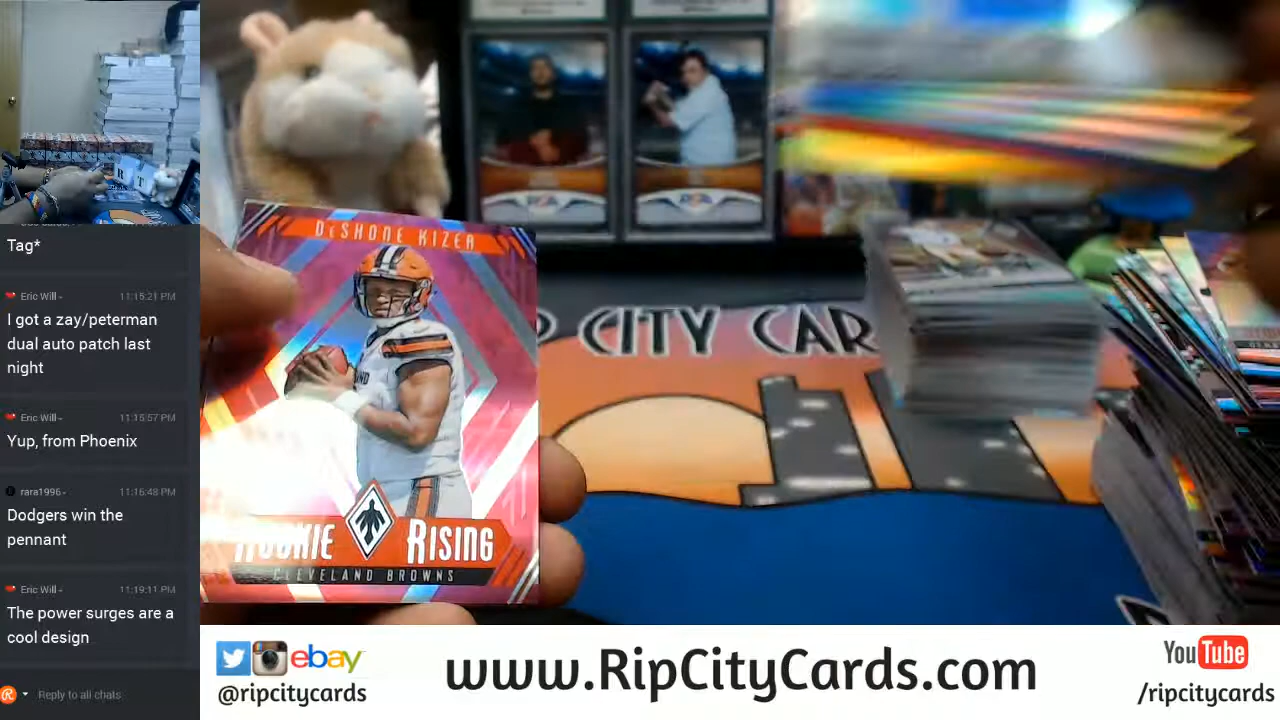 Tag*
Eric Will
11:15:21 PM
I got a zay/peterman
dual auto patch last
night
Eric Will
11:15:57 PM
Yup, from Phoenix
rara1996
11:16:48 PM
Dodgers win the
pennant
Eric Will
11:19:11 PM
The power surges are a
cool design
Reply to all chats
DESHONE KIZER
ROOKIE RISING
CLEVELAND BROWNS
P CITY CAR
ebay
@ripcitycards
www.RipCityCards.com
YouTube
/ripcitycards